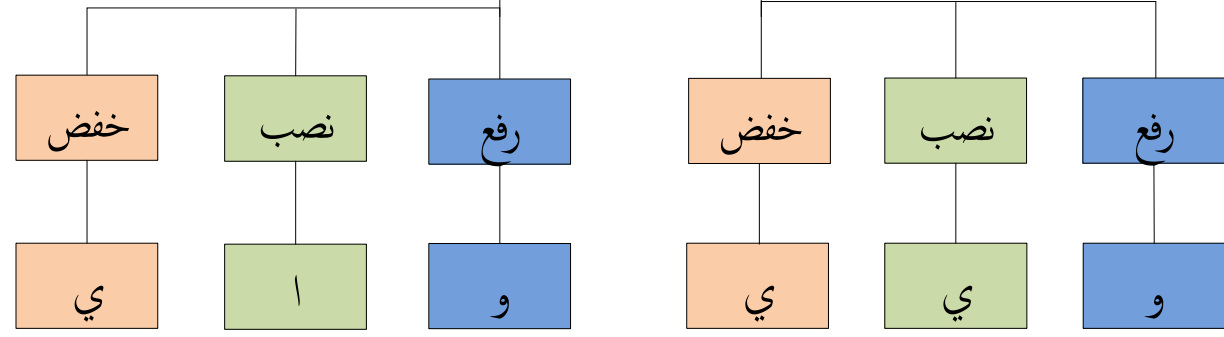 رفع نصب خفض
و ي ي
رفع نصب خفض
و ا ي